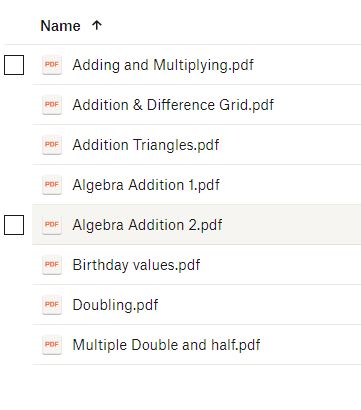 Name ↑
PDF Adding and Multiplying.pdf
PDF Addition & Difference Grid.pdf
PDF Addition Triangles.pdf
PDF Algebra Addition 1.pdf
PDF Algebra Addition 2.pdf
PDF Birthday values.pdf
PDF Doubling.pdf
PDF Multiple Double and half.pdf